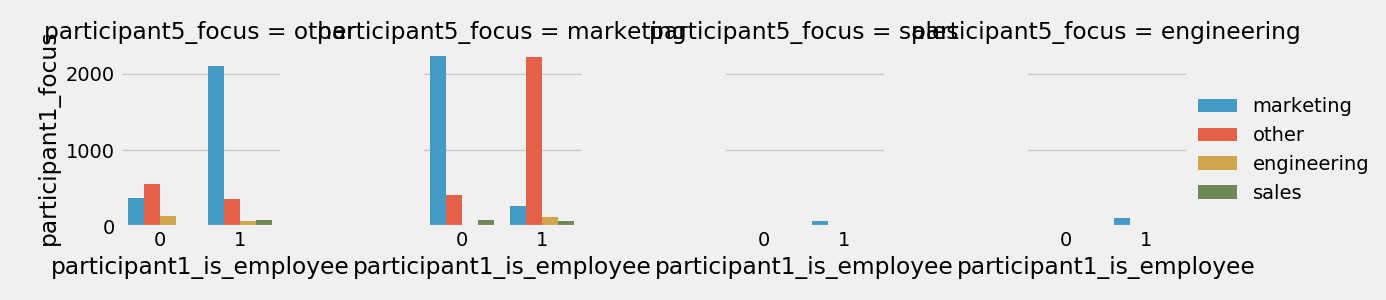 participant5_focus = other
participant5_focus = marketing
participant5_focus = sales
participant5_focus = engineering
participant1_focus
2000
1000
0
0 1
0 1
0 1
0 1
participant1_is_employee
participant1_is_employee
participant1_is_employee
participant1_is_employee
marketing
other
engineering
sales